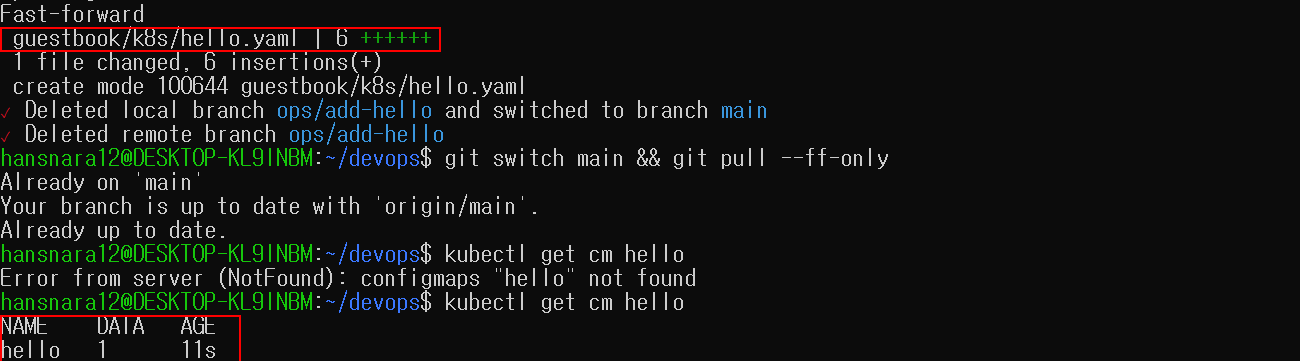 Fast-forward
 guestbook/k8s/hello.yaml | 6 ++++++
 1 file changed, 6 insertions(+)
 create mode 100644 guestbook/k8s/hello.yaml
✓ Deleted local branch ops/add-hello and switched to branch main
✓ Deleted remote branch ops/add-hello
hansnara12@DESKTOP-KL9INBM:~/devops$ git switch main && git pull --ff-only
Already on 'main'
Your branch is up to date with 'origin/main'.
Already up to date.
hansnara12@DESKTOP-KL9INBM:~/devops$ kubectl get cm hello
Error from server (NotFound): configmaps "hello" not found
hansnara12@DESKTOP-KL9INBM:~/devops$ kubectl get cm hello
NAME    DATA   AGE
hello   1      11s